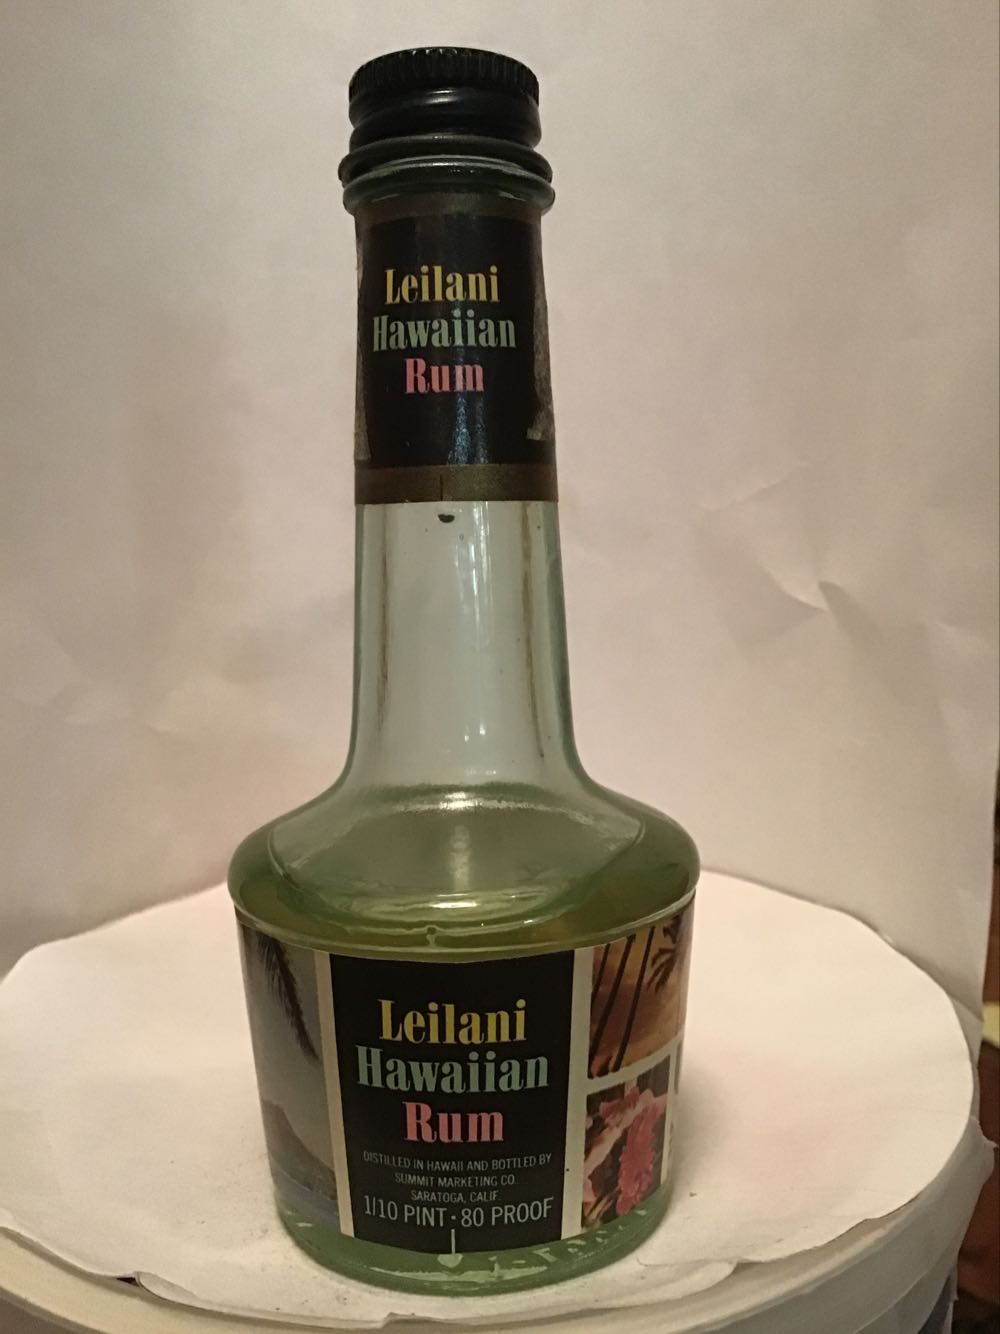 Leilani
Hawaiian
Rum
Leilani
Hawaiian
Rum
DISTILLED IN HAWAII AND BOTTLED BY
SUMMIT MARKETING CO.
SARATOGA, CALIF.
1/10 PINT · 80 PROOF